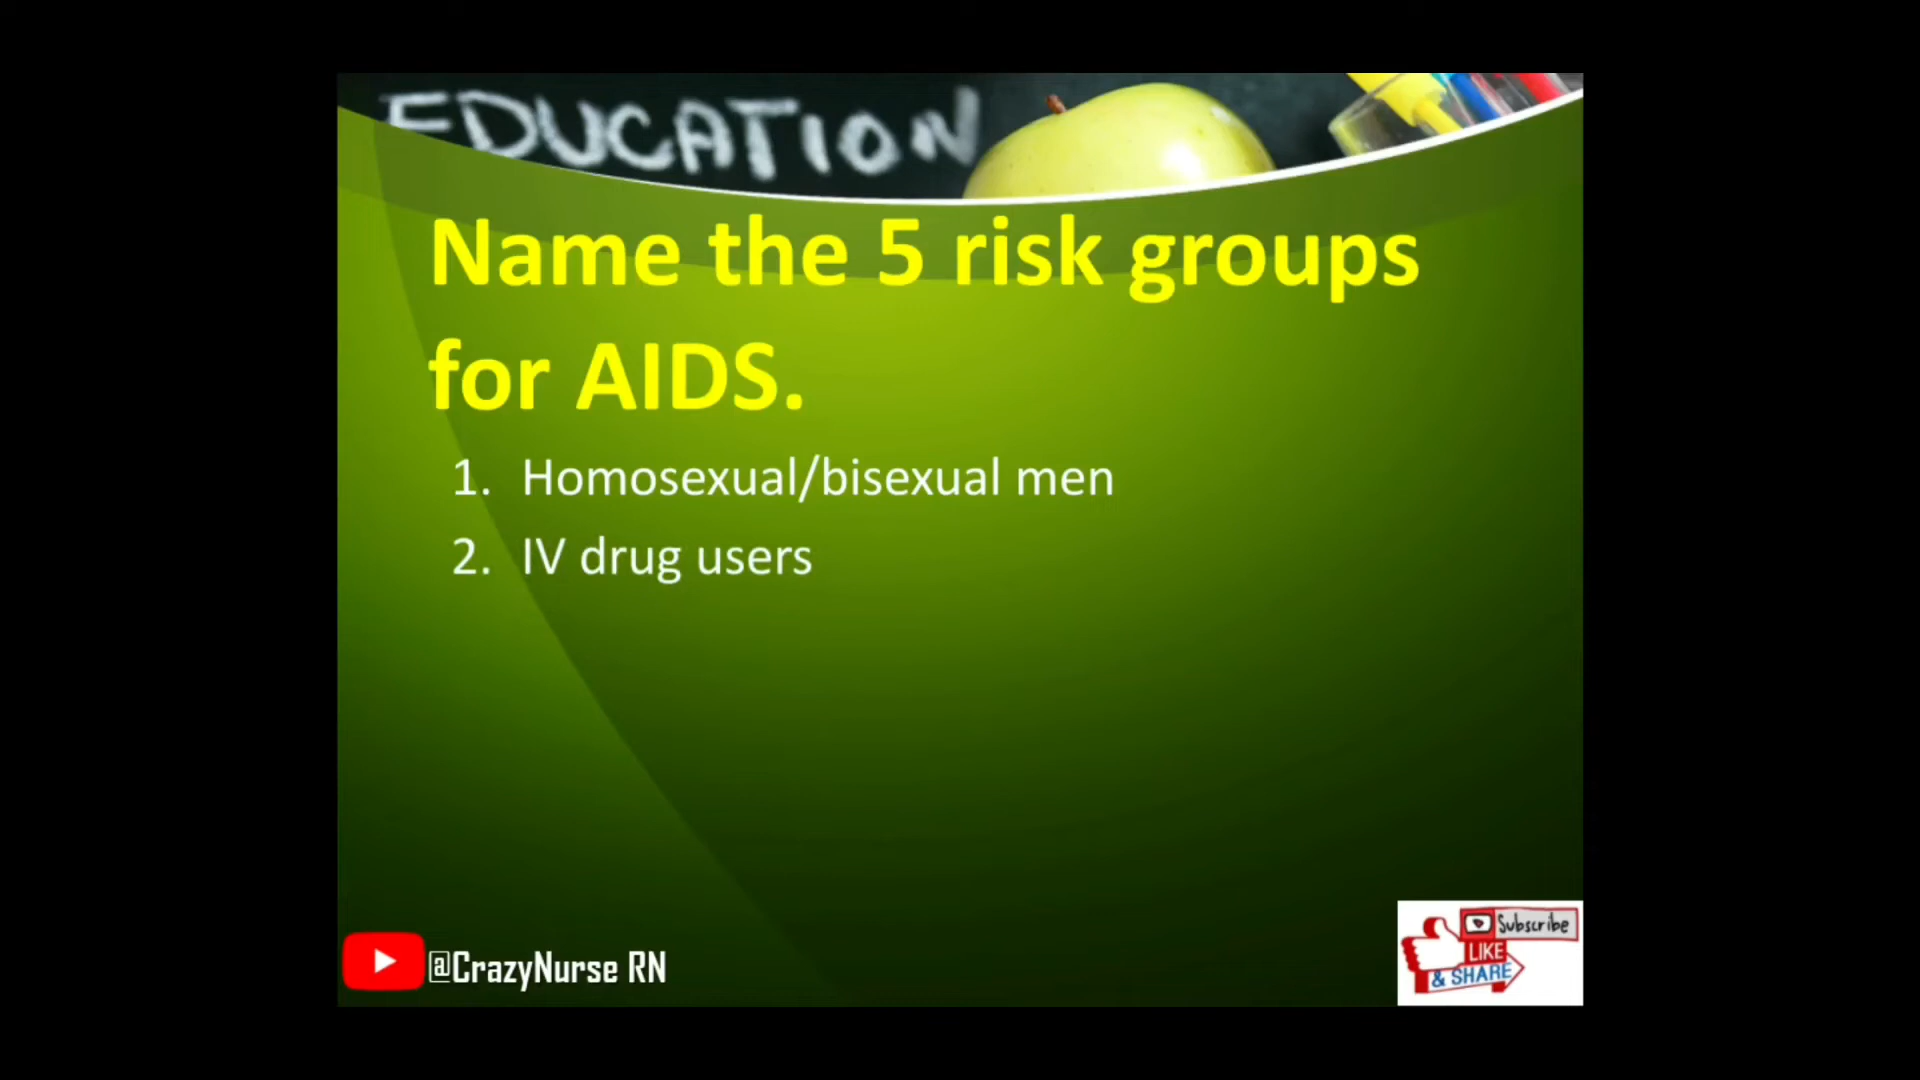 EDUCATION
Name the 5 risk groups
for AIDS.
1. Homosexual/bisexual men
2. IV drug users
@CrazyNurse RN
Subscribe
LIKE
& SHARE